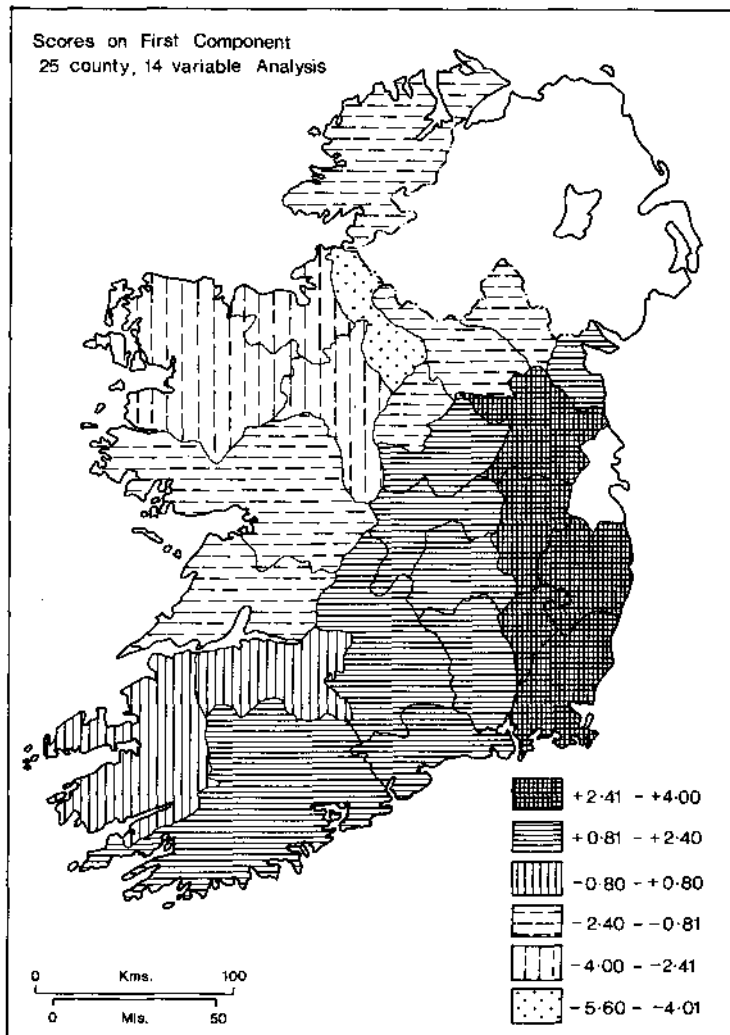 Scores on First Component
25 county, 14 variable Analysis
+2·41 - +4·00
+0·81 - +2·40
-0·80 - +0·80
-2·40 - -0·81
-4·00 - -2·41
-5·60 - -4·01
0 Kms. 100
0 Mls. 50